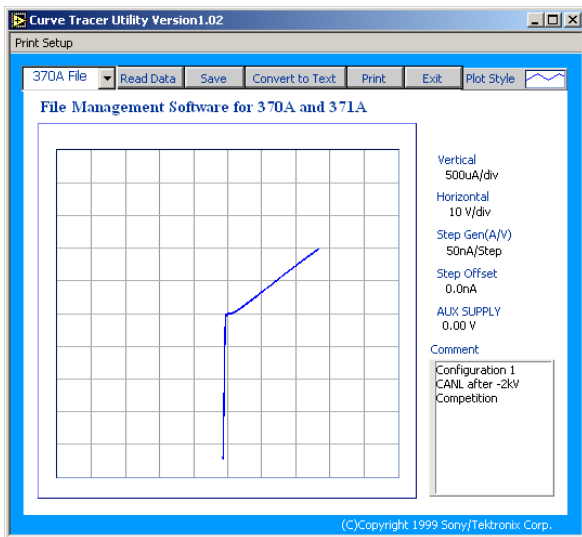 Curve Tracer Utility Version1.02
Print Setup
370A File Read Data Save Convert to Text Print Exit Plot Style
File Management Software for 370A and 371A
Vertical
500uA/div
Horizontal
10 V/div
Step Gen(A/V)
50nA/Step
Step Offset
0.0nA
AUX SUPPLY
0.00 V
Comment
Configuration 1
CANL after -2kV
Competition
(C)Copyright 1999 Sony/Tektronix Corp.